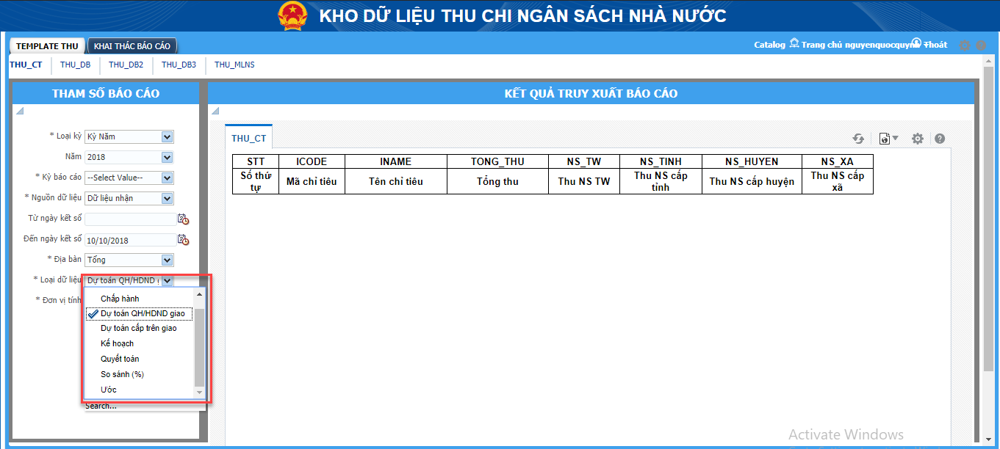 KHO DỮ LIỆU THU CHI NGÂN SÁCH NHÀ NƯỚC
TEMPLATE THU KHAI THÁC BÁO CÁO
Catalog Trang chủ nguyenquocquynh Thoát
THU_CT THU_DB THU_DB2 THU_DB3 THU_MLNS
THAM SỐ BÁO CÁO
KẾT QUẢ TRUY XUẤT BÁO CÁO
* Loại kỳ Kỳ Năm
Năm 2018
* Kỳ báo cáo --Select Value--
* Nguồn dữ liệu Dữ liệu nhận
Từ ngày kết số
Đến ngày kết số 10/10/2018
* Địa bàn Tổng
* Loại dữ liệu Dự toán QH/HDND g
* Đơn vị tính
Chấp hành
Dự toán QH/HDND giao
Dự toán cấp trên giao
Kế hoạch
Quyết toán
So sánh (%)
Ước
Search...
THU_CT
STT ICODE INAME TONG_THU NS_TW NS_TINH NS_HUYEN NS_XA
Số thứ tự Mã chỉ tiêu Tên chỉ tiêu Tổng thu Thu NS TW Thu NS cấp tỉnh Thu NS cấp huyện Thu NS cấp xã
Activate Windows